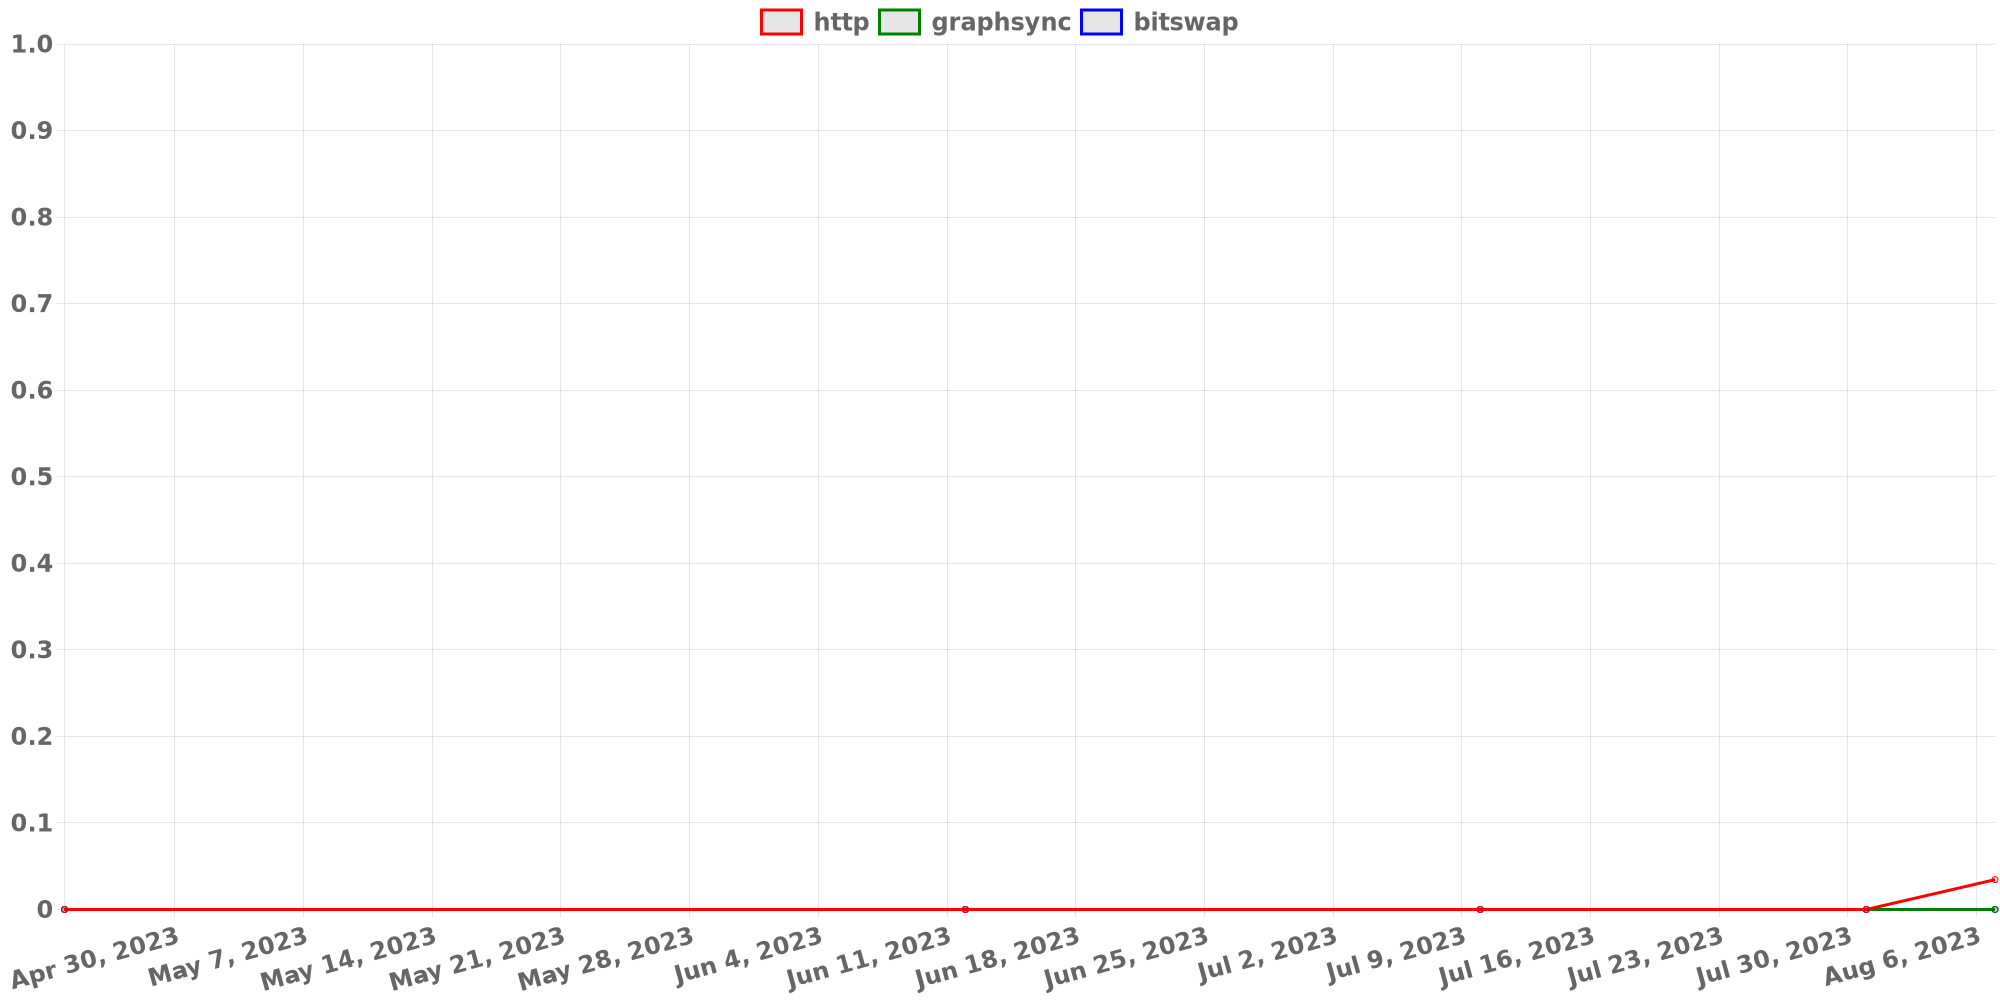 http graphsync bitswap
1.0
0.9
0.8
0.7
0.6
0.5
0.4
0.3
0.2
0.1
0
Apr 30, 2023
May 7, 2023
May 14, 2023
May 21, 2023
May 28, 2023
Jun 4, 2023
Jun 11, 2023
Jun 18, 2023
Jun 25, 2023
Jul 2, 2023
Jul 9, 2023
Jul 16, 2023
Jul 23, 2023
Jul 30, 2023
Aug 6, 2023